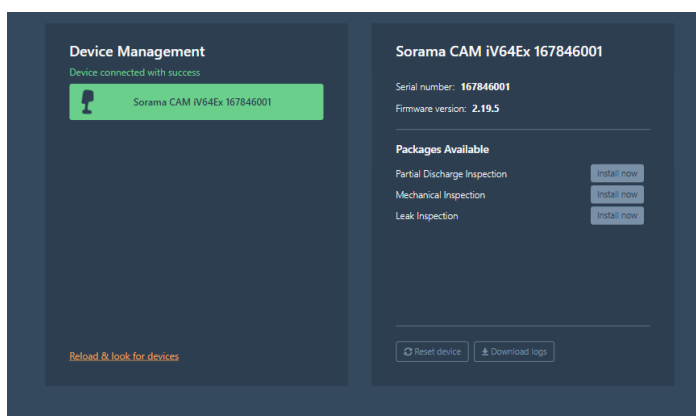 Device Management
Device connected with success
Sorama CAM iV64Ex 167846001
Reload & look for devices
Sorama CAM iV64Ex 167846001
Serial number: 167846001
Firmware version: 2.19.5
Packages Available
Partial Discharge Inspection Install now
Mechanical Inspection Install now
Leak Inspection Install now
Reset device Download logs